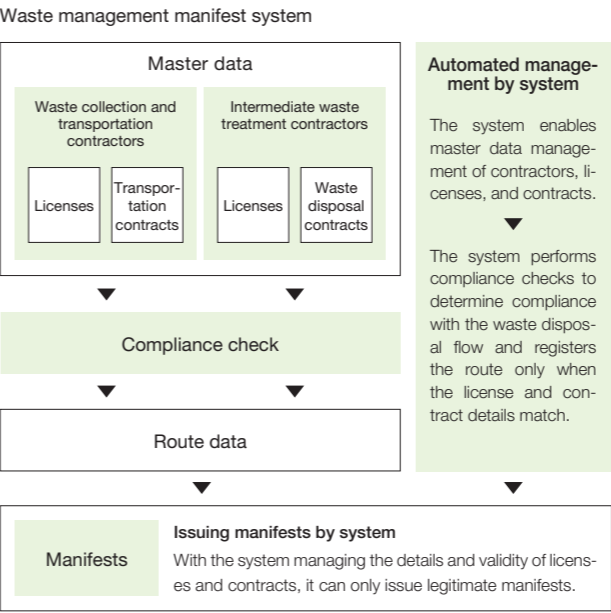 Waste management manifest system
Master data
Waste collection and
transportation
contractors
Licenses
Transpor-
tation
contracts
Intermediate waste
treatment contractors
Licenses
Waste
disposal
contracts
Compliance check
Route data
Automated manage-
ment by system
The system enables
master data manage-
ment of contractors, li-
censes, and contracts.
The system performs
compliance checks to
determine compliance
with the waste dispos-
al flow and registers
the route only when
the license and con-
tract details match.
Manifests
Issuing manifests by system
With the system managing the details and validity of licens-
es and contracts, it can only issue legitimate manifests.